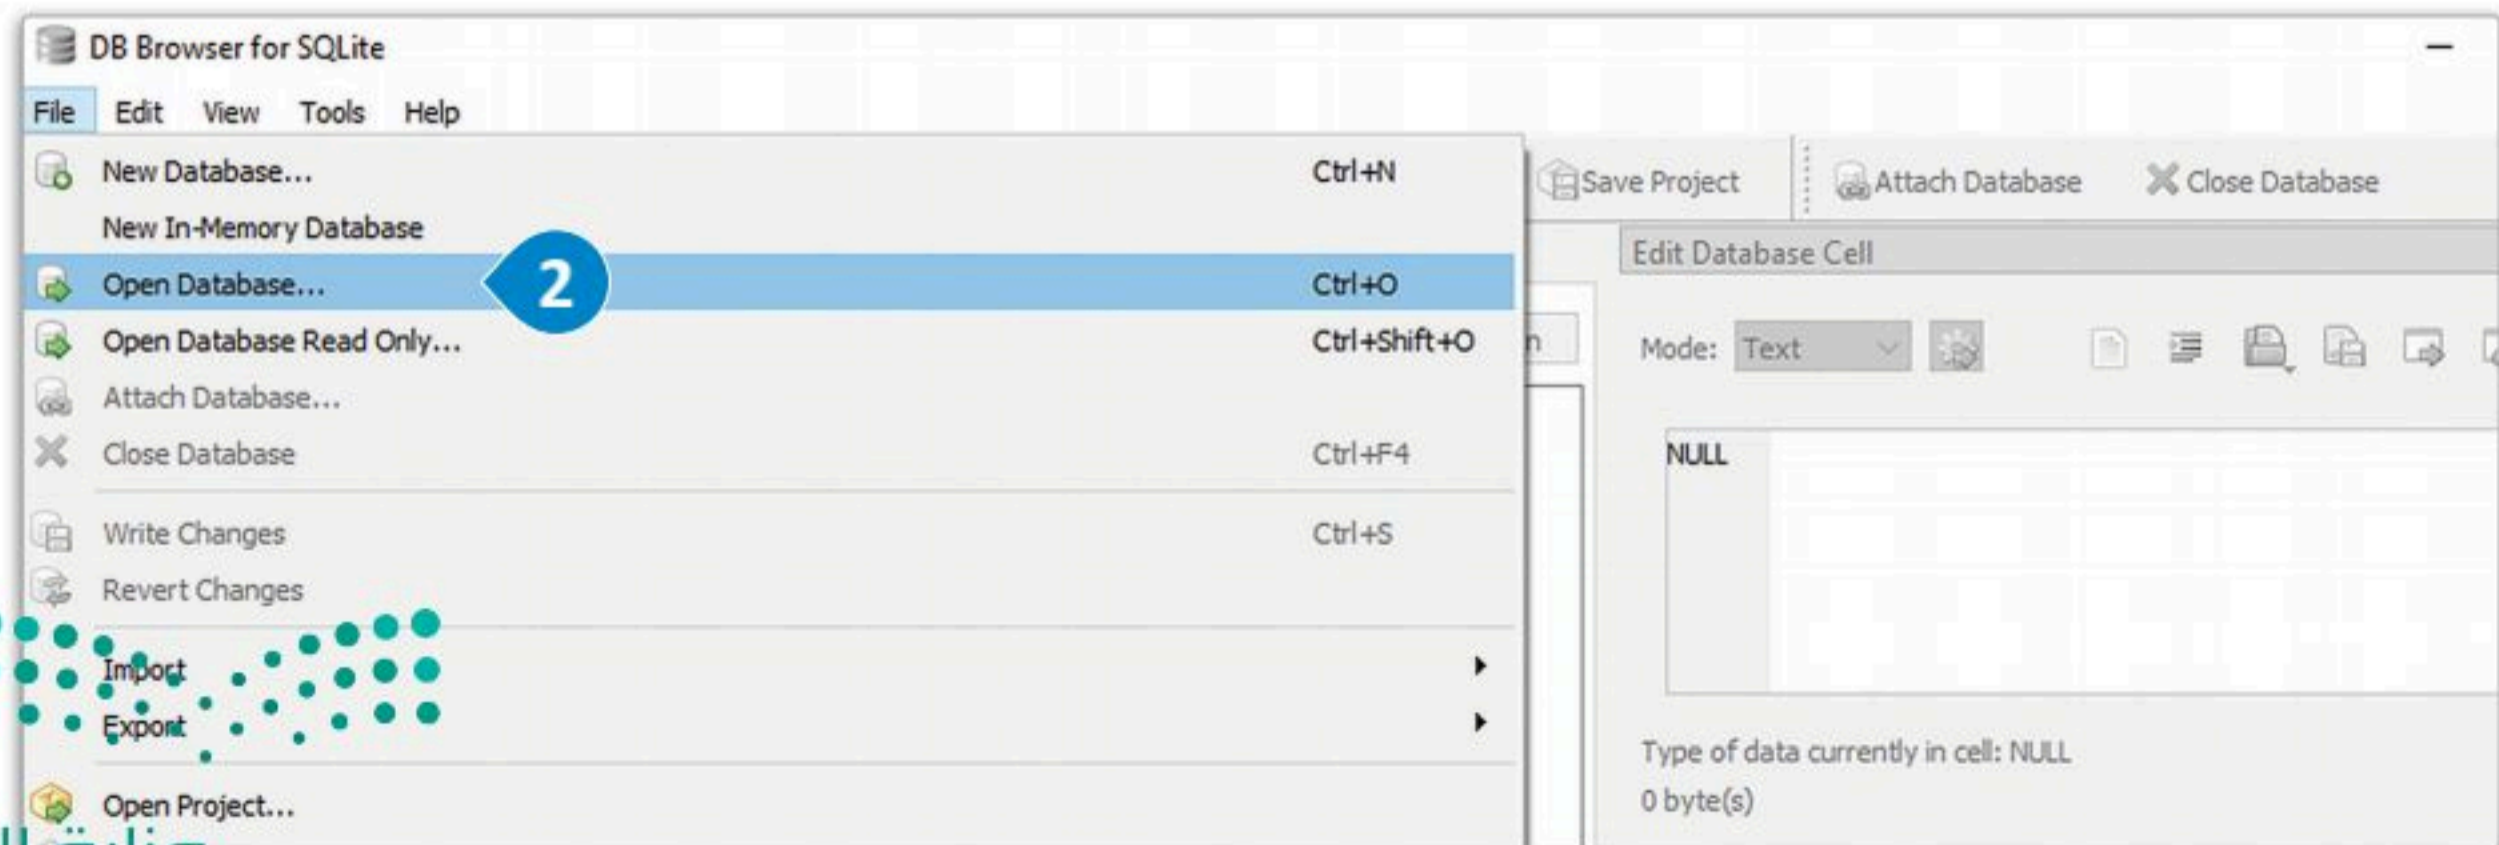 DB Browser for SQLite
File Edit View Tools Help
New Database... Ctrl+N
New In-Memory Database
Open Database... 2 Ctrl+O
Open Database Read Only... Ctrl+Shift+O
Attach Database...
Close Database Ctrl+F4
Write Changes Ctrl+S
Revert Changes
Import
Export
Open Project...
Save Project Attach Database Close Database
Edit Database Cell
Mode: Text
NULL
Type of data currently in cell: NULL
0 byte(s)